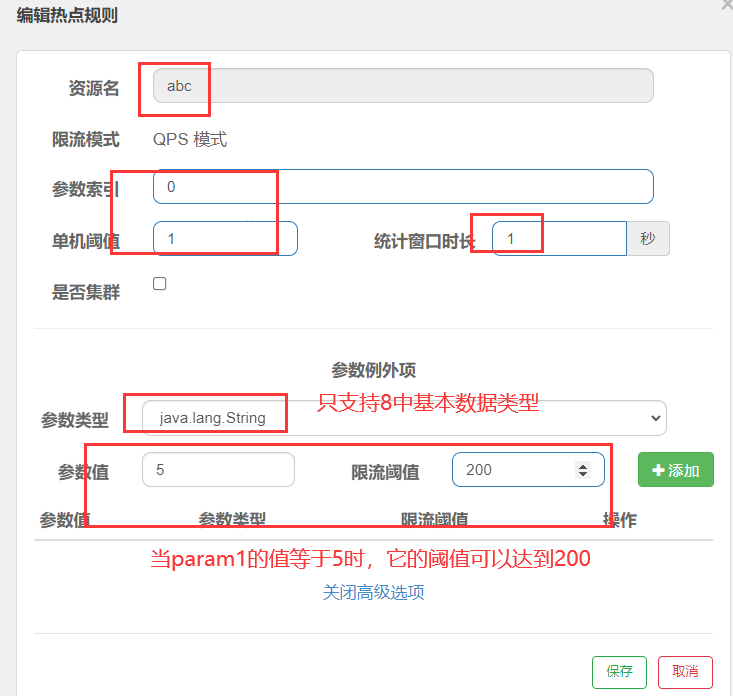 编辑热点规则
资源名 abc
限流模式 QPS 模式
参数索引 0
单机阈值 1 统计窗口时长 1 秒
是否集群
参数例外项
只支持8中基本数据类型
参数类型 java.lang.String
参数值 5 限流阈值 200 添加
参数值 参数类型 限流阈值 操作
当param1的值等于5时，它的阈值可以达到200
关闭高级选项
保存 取消